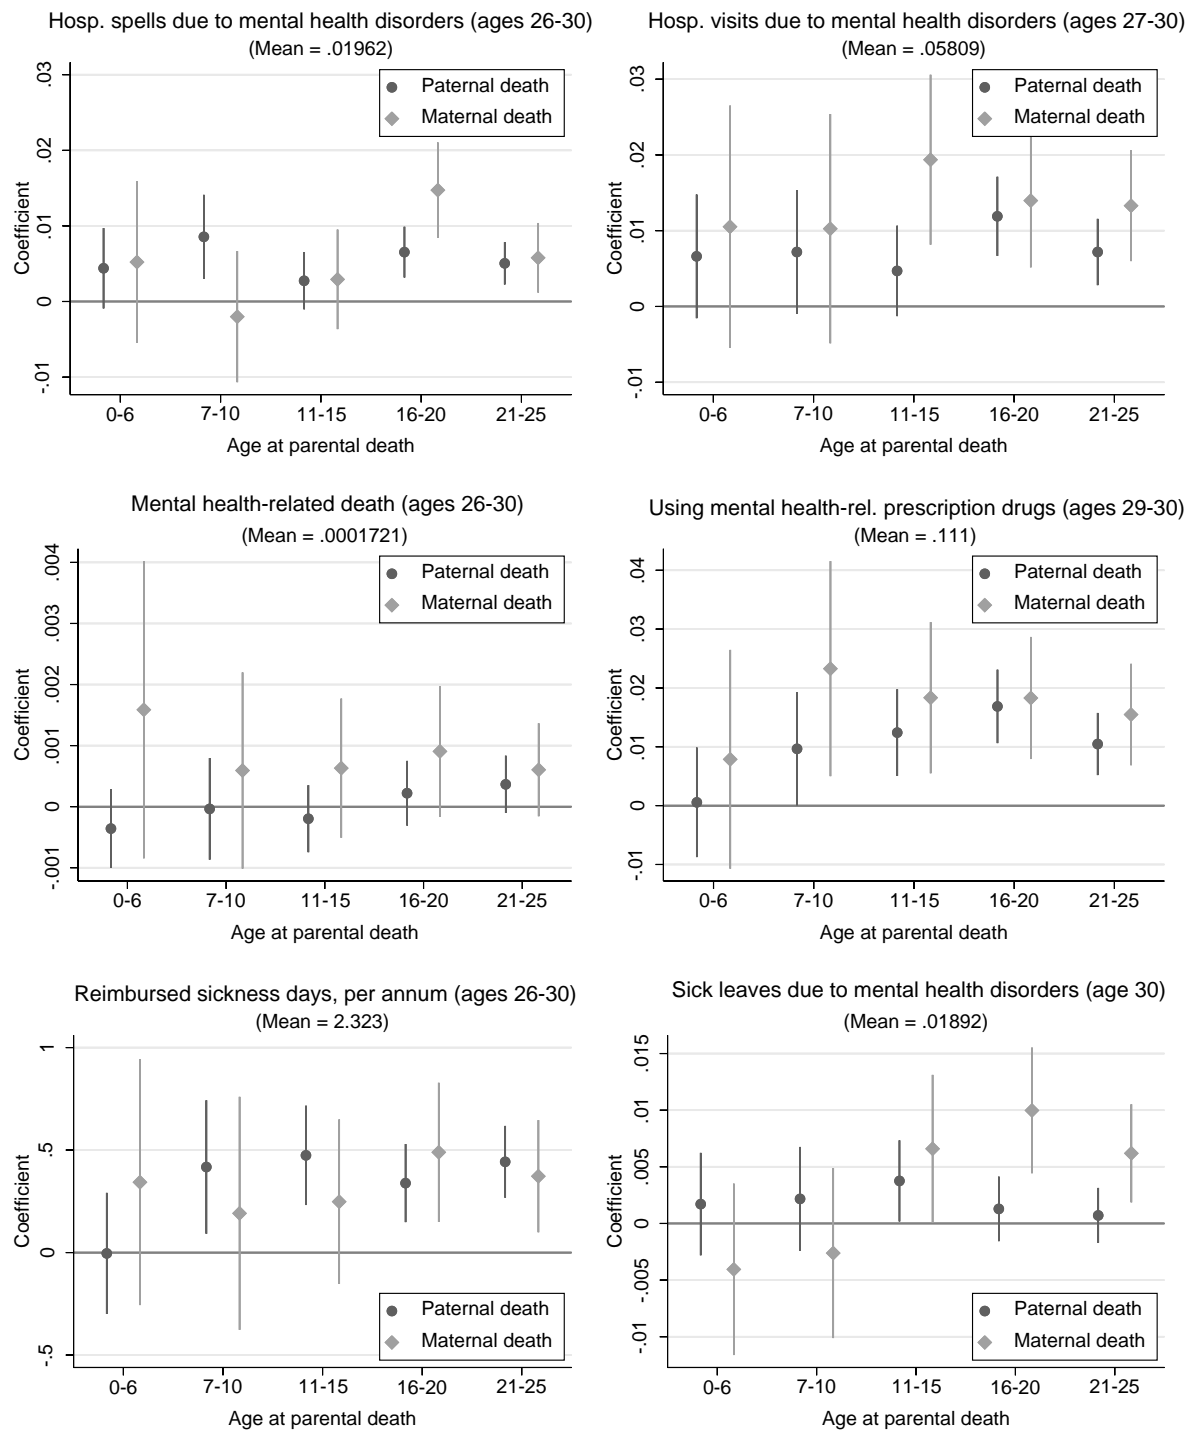 Hosp. spells due to mental health disorders (ages 26-30)
(Mean = .01962)
Paternal death
Maternal death
Coefficient
.03
.02
.01
0
-.01
0-6 7-10 11-15 16-20 21-25
Age at parental death
Hosp. visits due to mental health disorders (ages 27-30)
(Mean = .05809)
Paternal death
Maternal death
Coefficient
.03
.02
.01
0
-.01
0-6 7-10 11-15 16-20 21-25
Age at parental death
Mental health-related death (ages 26-30)
(Mean = .0001721)
Paternal death
Maternal death
Coefficient
.004
.003
.002
.001
0
-.001
0-6 7-10 11-15 16-20 21-25
Age at parental death
Using mental health-rel. prescription drugs (ages 29-30)
(Mean = .111)
Paternal death
Maternal death
Coefficient
.04
.03
.02
.01
0
-.01
0-6 7-10 11-15 16-20 21-25
Age at parental death
Reimbursed sickness days, per annum (ages 26-30)
(Mean = 2.323)
Coefficient
1
.5
0
-.5
Paternal death
Maternal death
0-6 7-10 11-15 16-20 21-25
Age at parental death
Sick leaves due to mental health disorders (age 30)
(Mean = .01892)
Coefficient
.015
.01
.005
0
-.005
-.01
Paternal death
Maternal death
0-6 7-10 11-15 16-20 21-25
Age at parental death